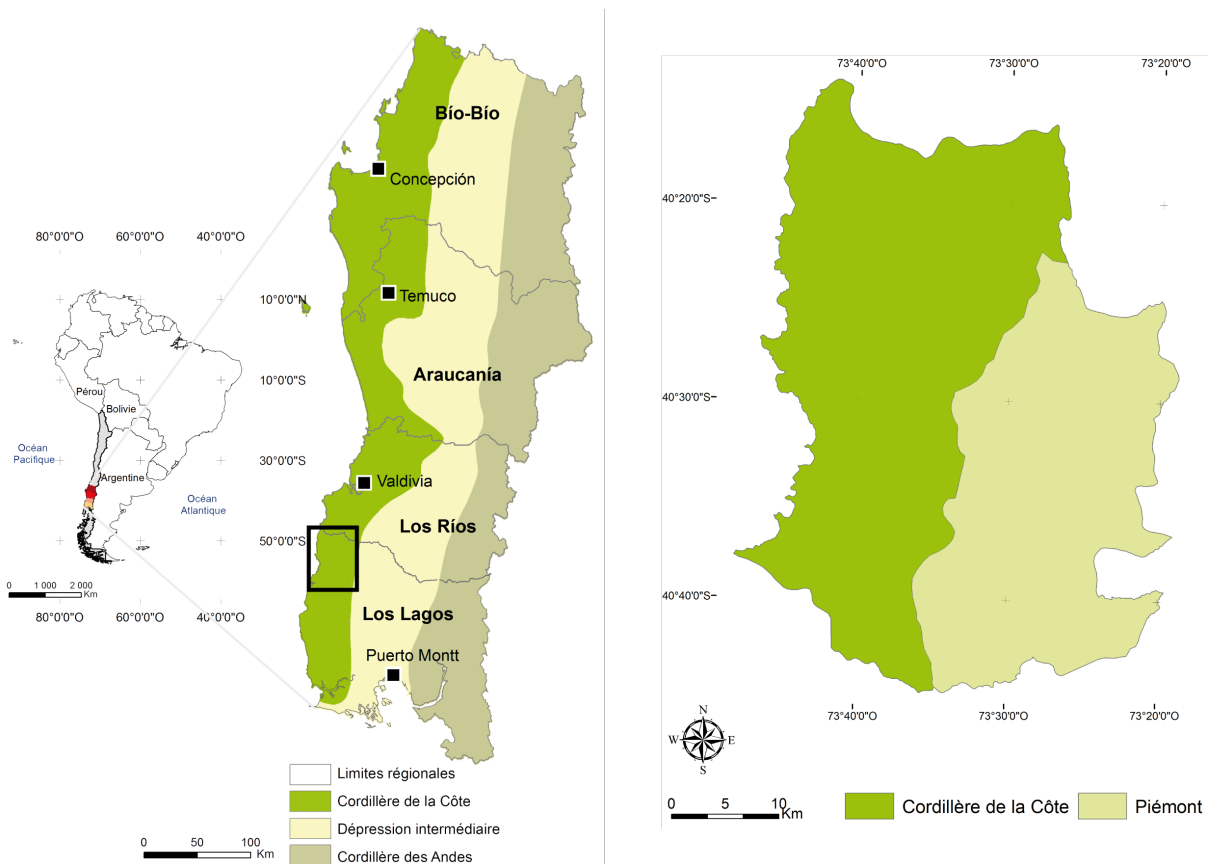 80°0'0"O
60°0'0"O
40°0'0"O
10°0'0"N
10°0'0"S
30°0'0"S
50°0'0"S
Pérou
Bolivie
Argentine
Océan
Pacifique
Océan
Atlantique
0 1 000 2 000
Km
80°0'0"O
60°0'0"O
40°0'0"O
Bío-Bío
Concepción
Temuco
Araucanía
Valdivia
Los Ríos
Los Lagos
Puerto Montt
Limites régionales
Cordillère de la Côte
Dépression intermédiaire
Cordillère des Andes
0 50 100
Km
73°40'0"O
73°30'0"O
73°20'0"O
40°20'0"S
40°30'0"S
40°40'0"S
73°40'0"O
73°30'0"O
73°20'0"O
N
W E
S
0 5 10
Km
Cordillère de la Côte
Piémont